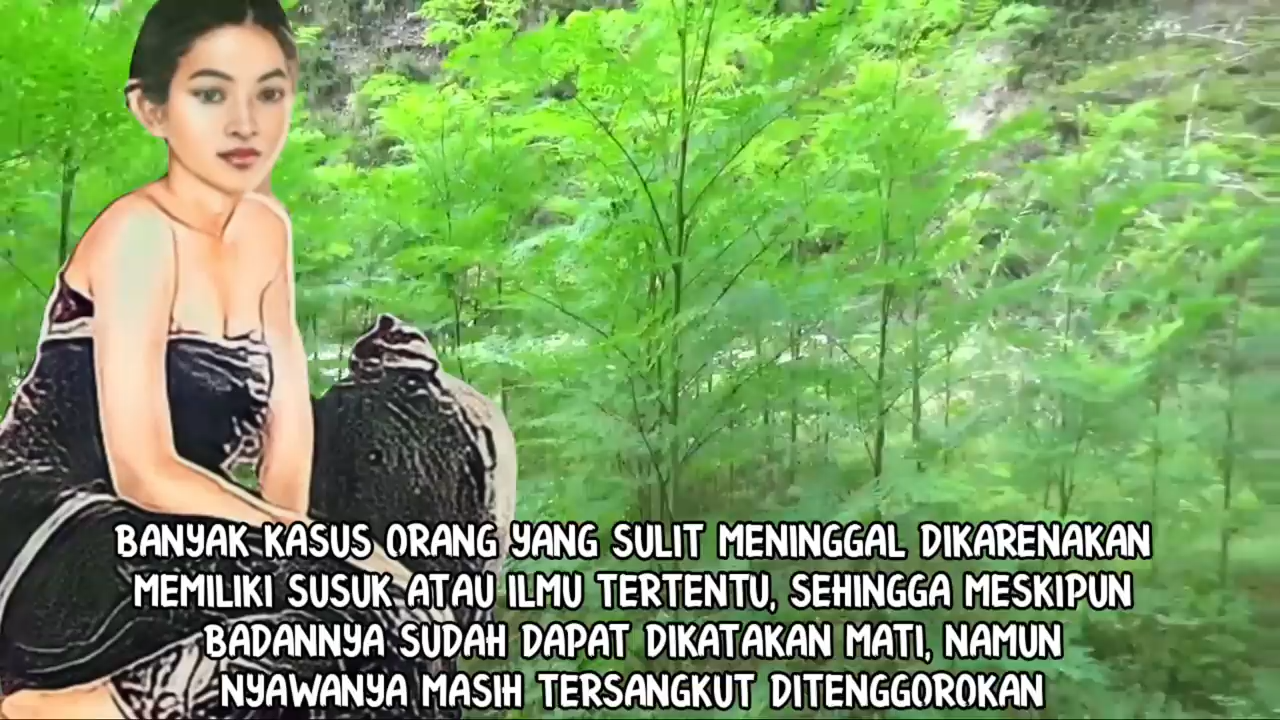 BANYAK KASUS ORANG YANG SULIT MENINGGAL DIKARENAKAN
MEMILIKI SUSUK ATAU ILMU TERTENTU, SEHINGGA MESKIPUN
BADANNYA SUDAH DAPAT DIKATAKAN MATI, NAMUN
NYAWANYA MASIH TERSANGKUT DITENGGOROKAN